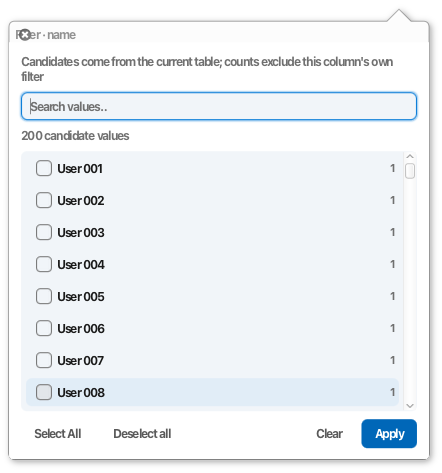 · name
Candidates come from the current table; counts exclude this column's own
filter
Search values..
200 candidate values
User 001 1
User 002 1
User 003 1
User 004 1
User 005 1
User 006 1
User 007 1
User 008 1
Select All Deselect all Clear Apply